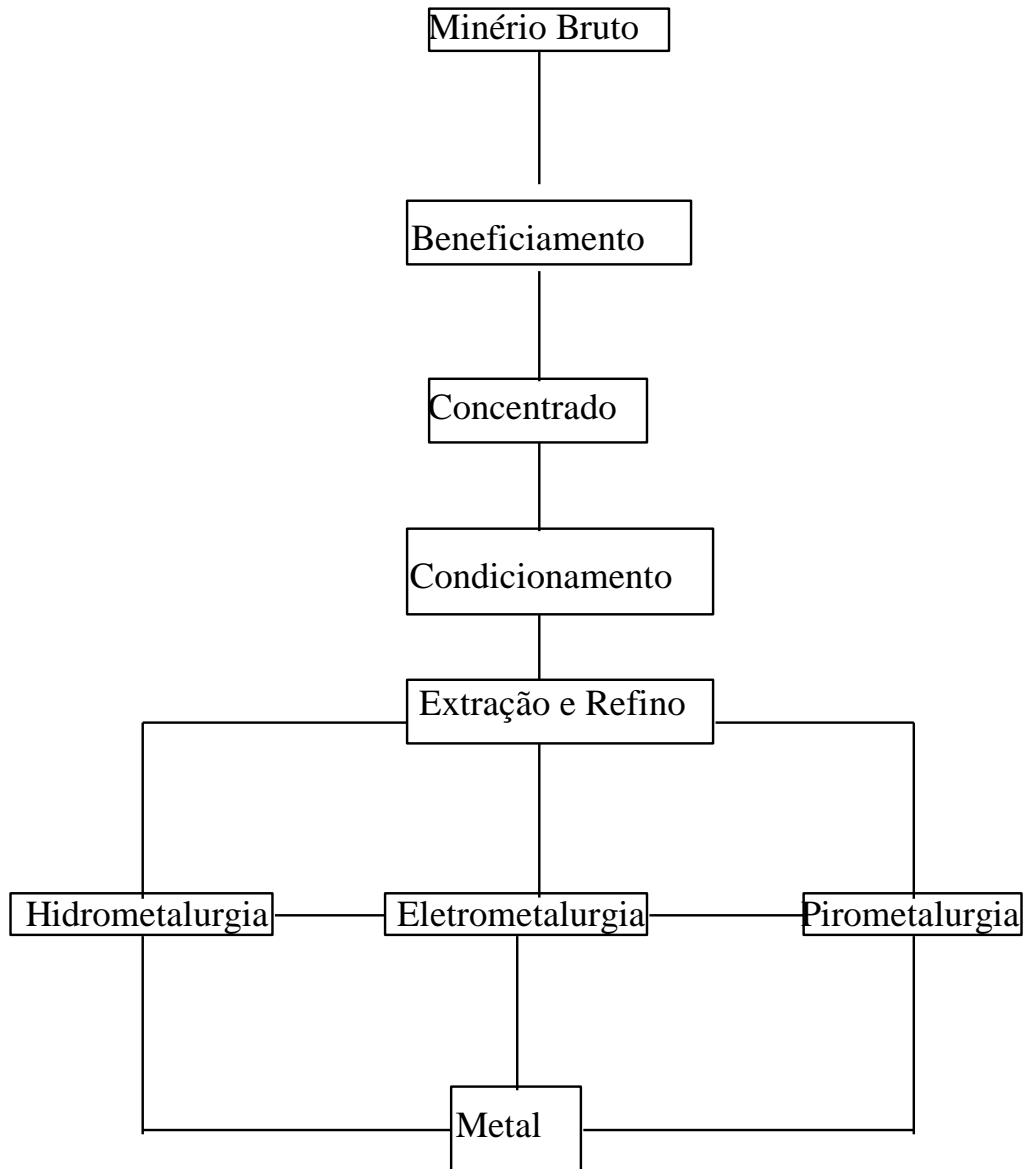 Minério Bruto
Beneficiamento
Concentrado
Condicionamento
Extração e Refino
Hidrometalurgia
Eletrometalurgia
Pirometalurgia
Metal